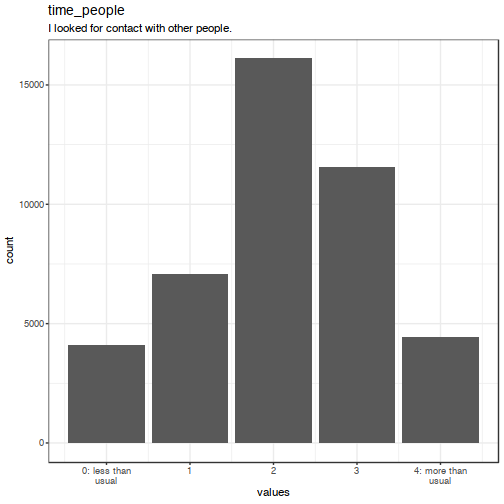 time_people
I looked for contact with other people.
count
15000
10000
5000
0
0: less than
usual
1
2
3
4: more than
usual
values